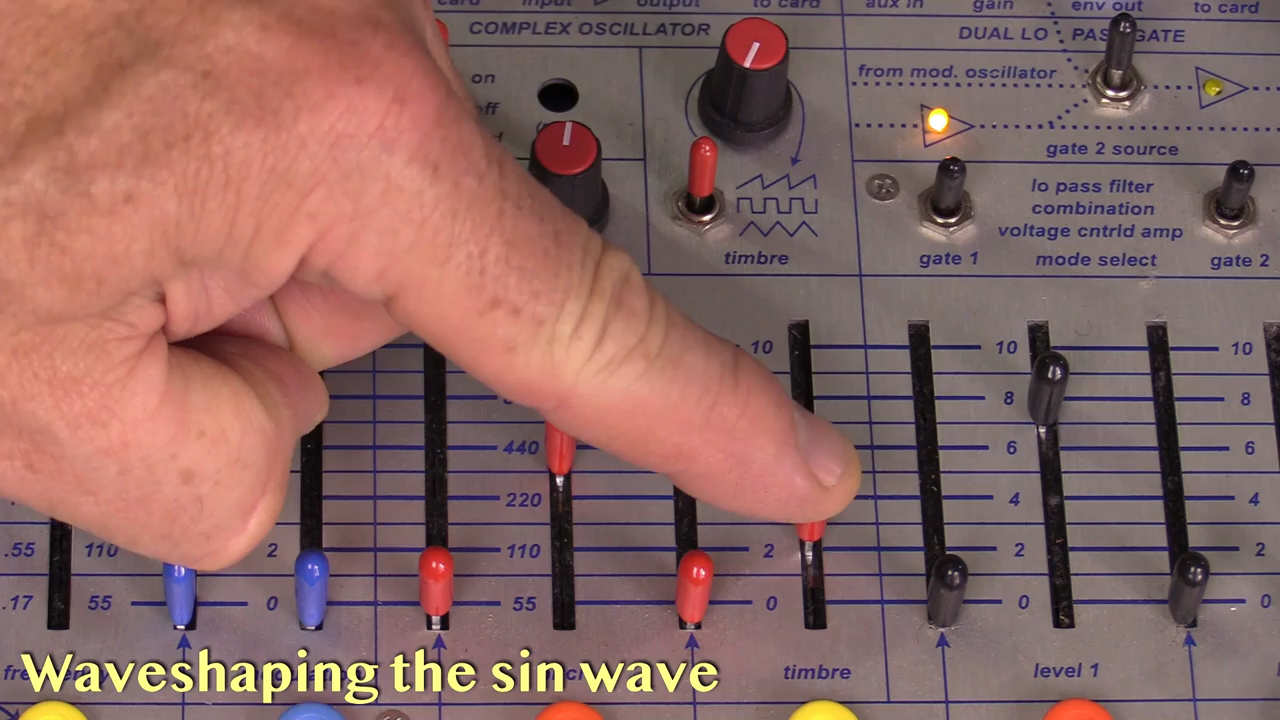 card input output to card aux in gain env out to card
COMPLEX OSCILLATOR DUAL LO PASS GATE
on from mod. oscillator
off
gate 2 source
lo pass filter
combination
voltage cntrld amp
timbre gate 1 mode select gate 2
10 10 10
8 8
440 6 6
220 4 4
.55 110 2 110 2 2 2
.17 55 0 55 0 0 0
timbre level 1
Waveshaping the sin wave